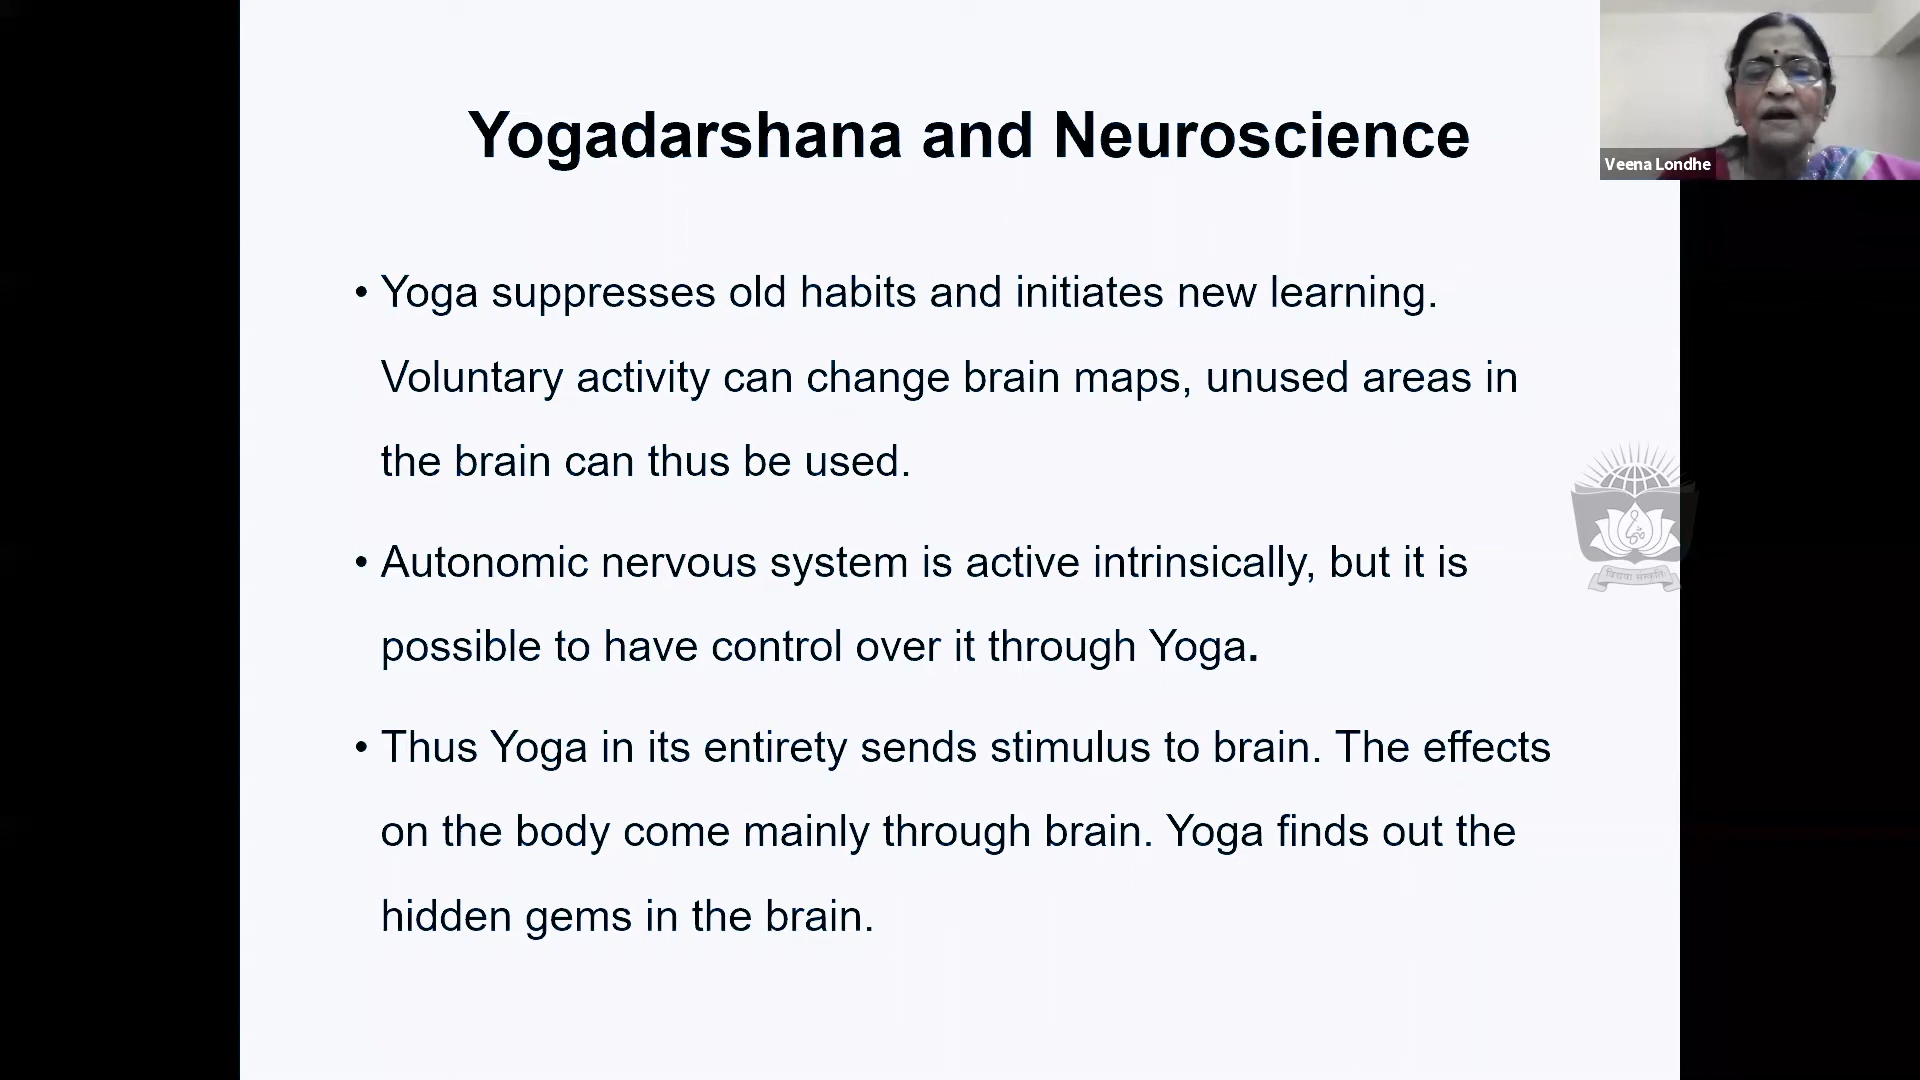 Yogadarshana and Neuroscience
Veena Londhe
• Yoga suppresses old habits and initiates new learning.
Voluntary activity can change brain maps, unused areas in
the brain can thus be used.
• Autonomic nervous system is active intrinsically, but it is
possible to have control over it through Yoga.
• Thus Yoga in its entirety sends stimulus to brain. The effects
on the body come mainly through brain. Yoga finds out the
hidden gems in the brain.